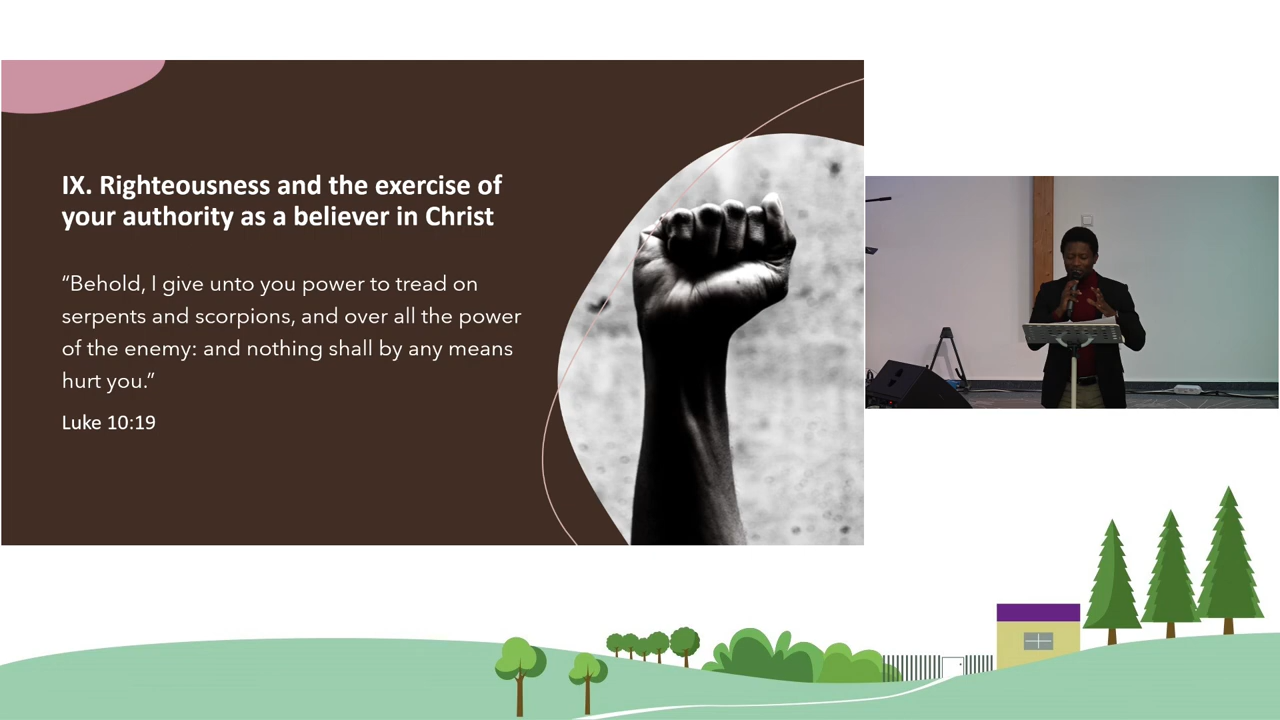 IX. Righteousness and the exercise of
your authority as a believer in Christ
“Behold, I give unto you power to tread on
serpents and scorpions, and over all the power
of the enemy: and nothing shall by any means
hurt you.”
Luke 10:19